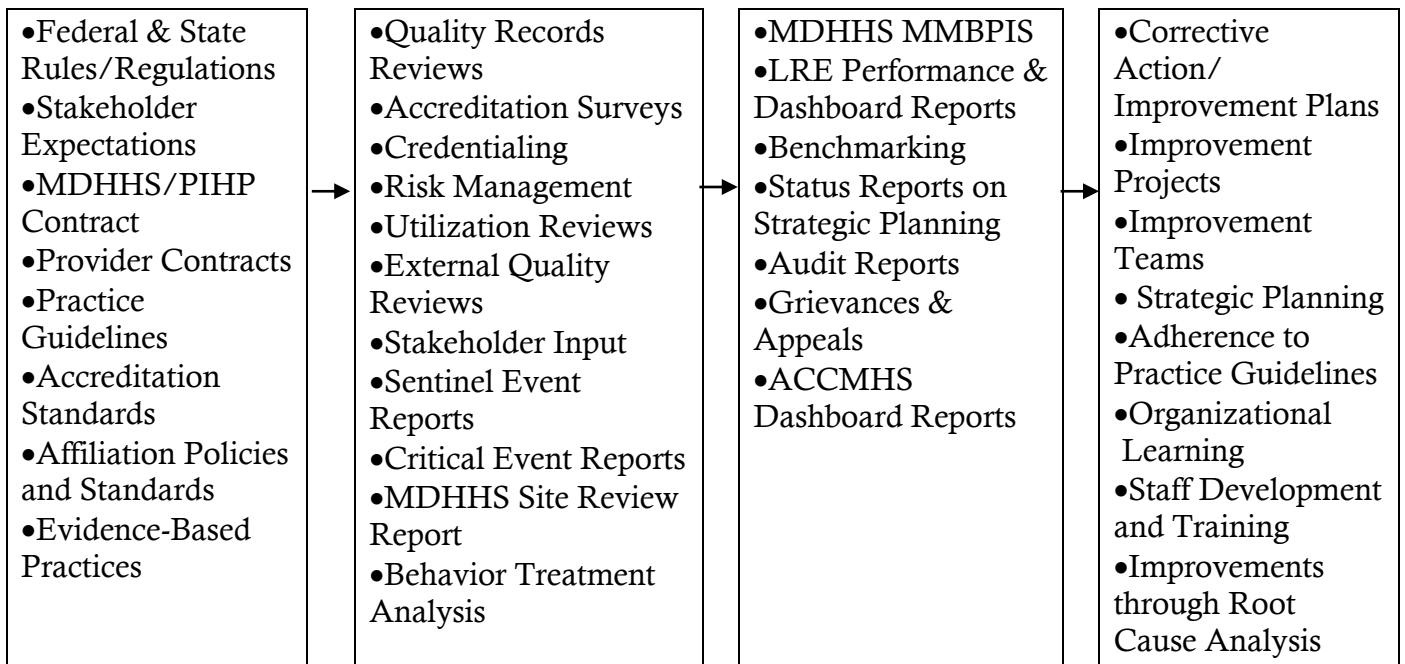 •Federal & State
Rules/Regulations
•Stakeholder
Expectations
•MDHHS/PIHP
Contract
•Provider Contracts
•Practice
Guidelines
•Accreditation
Standards
•Affiliation Policies
and Standards
•Evidence-Based
Practices
•Quality Records
Reviews
•Accreditation Surveys
•Credentialing
•Risk Management
•Utilization Reviews
•External Quality
Reviews
•Stakeholder Input
•Sentinel Event
Reports
•Critical Event Reports
•MDHHS Site Review
Report
•Behavior Treatment
Analysis
•MDHHS MMBPIS
•LRE Performance &
Dashboard Reports
•Benchmarking
•Status Reports on
Strategic Planning
•Audit Reports
•Grievances &
Appeals
•ACCMHS
Dashboard Reports
•Corrective
Action/
Improvement Plans
•Improvement
Projects
•Improvement
Teams
• Strategic Planning
•Adherence to
Practice Guidelines
•Organizational
Learning
•Staff Development
and Training
•Improvements
through Root
Cause Analysis